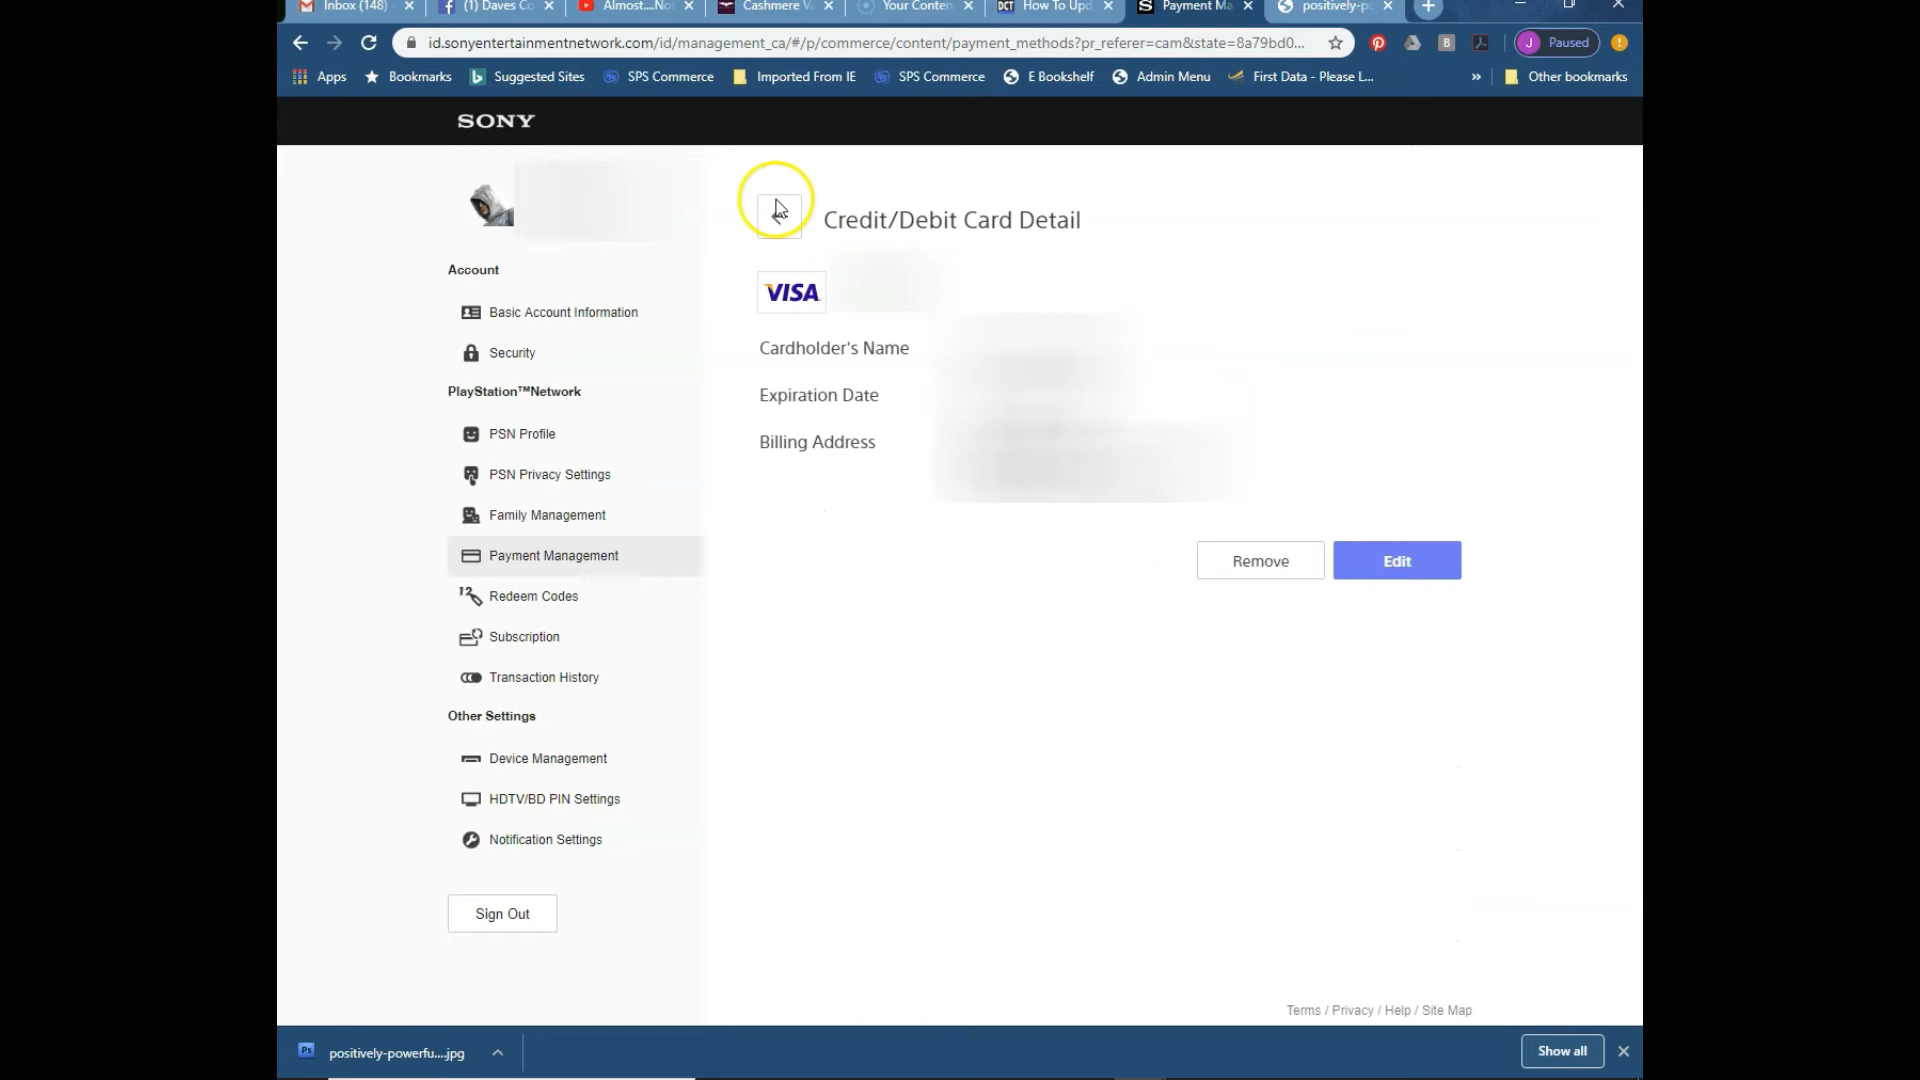 Inbox (148)
(1) Daves Co
Almost....No
Cashmere V
Your Conten
DCT How To Upd
S Payment Ma
positively-p
id.sonyentertainmentnetwork.com/id/management_ca/#/p/commerce/content/payment_methods?pr_referer=cam&state=8a79bd0...
B
J Paused
Apps
Bookmarks
Suggested Sites
SPS Commerce
Imported From IE
SPS Commerce
E Bookshelf
Admin Menu
First Data - Please L...
»
Other bookmarks
SONY
Credit/Debit Card Detail
VISA
Cardholder's Name
Expiration Date
Billing Address
Remove
Edit
Account
Basic Account Information
Security
PlayStation™Network
PSN Profile
PSN Privacy Settings
Family Management
Payment Management
Redeem Codes
Subscription
Transaction History
Other Settings
Device Management
HDTV/BD PIN Settings
Notification Settings
Sign Out
Terms / Privacy / Help / Site Map
Ps positively-powerfu....jpg
Show all